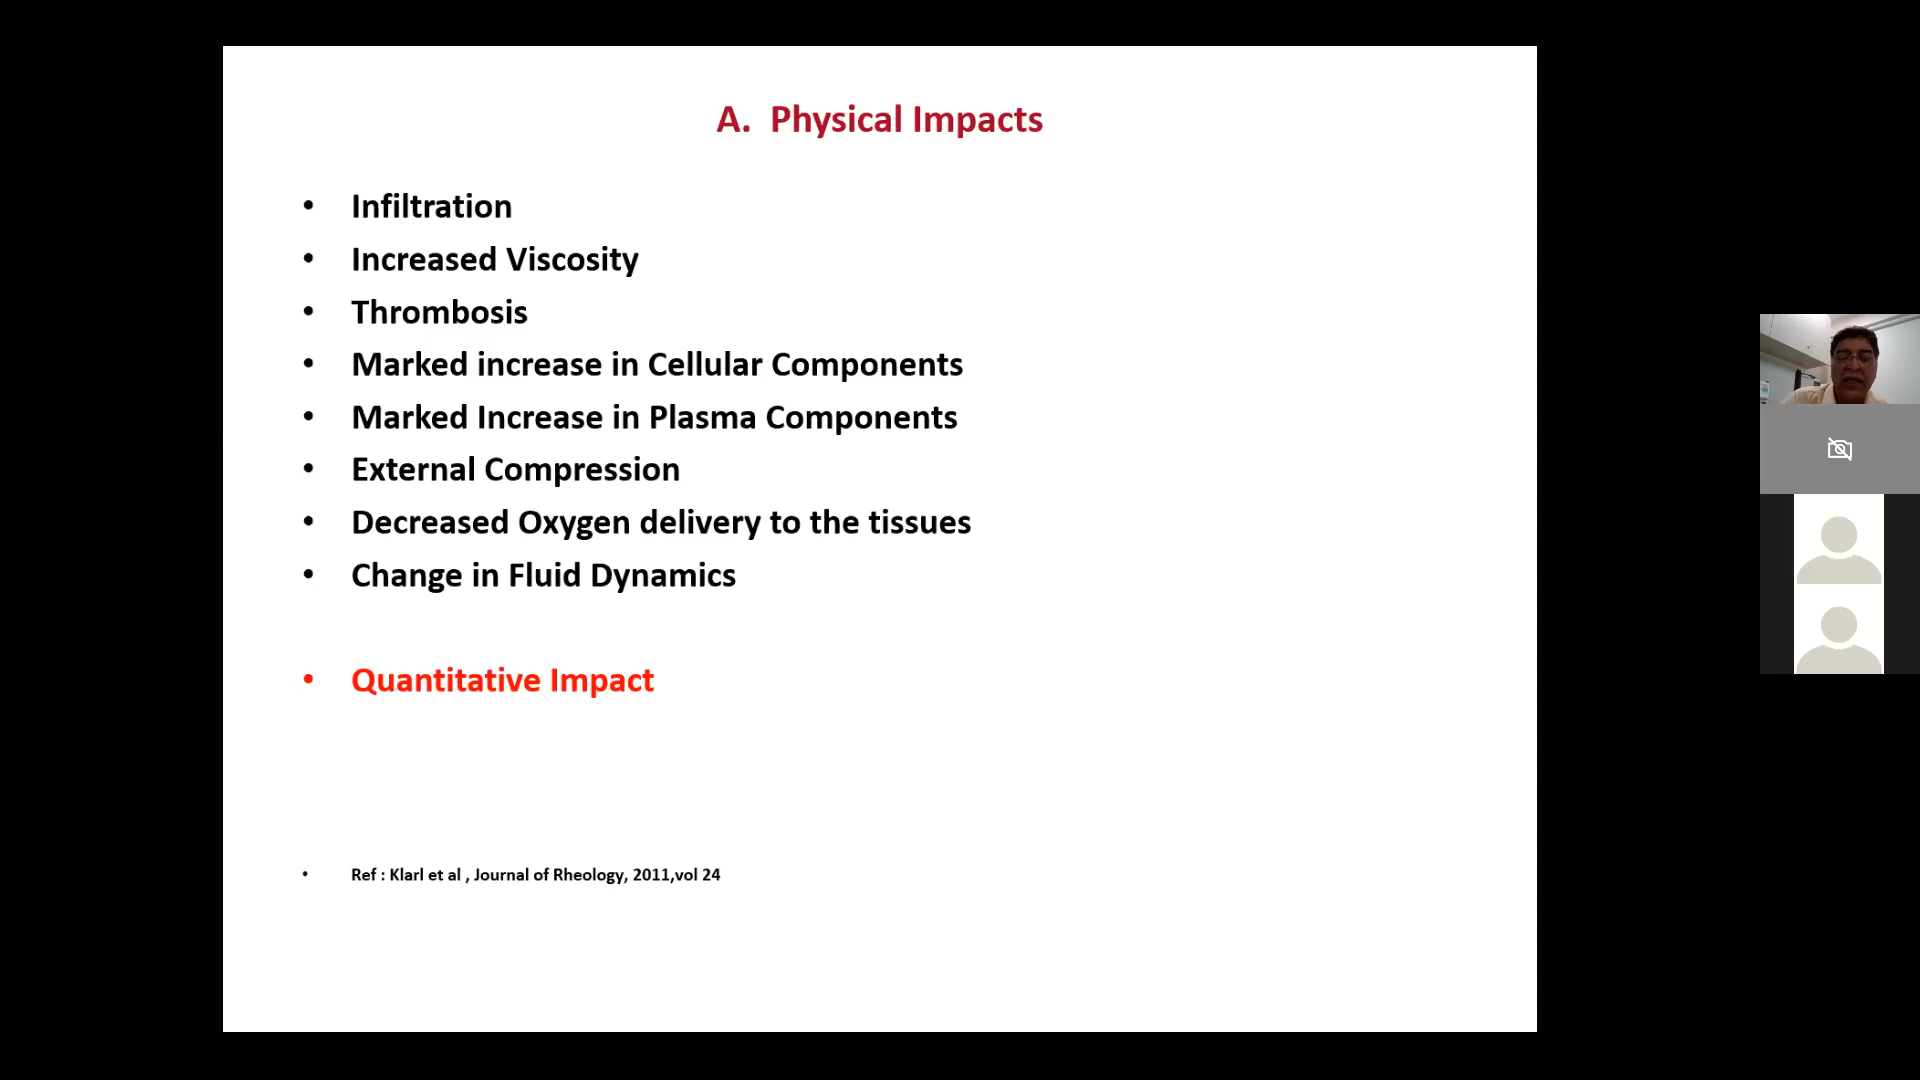 A. Physical Impacts
• Infiltration
• Increased Viscosity
• Thrombosis
• Marked increase in Cellular Components
• Marked Increase in Plasma Components
• External Compression
• Decreased Oxygen delivery to the tissues
• Change in Fluid Dynamics
• Quantitative Impact
• Ref : Klarl et al , Journal of Rheology, 2011,vol 24